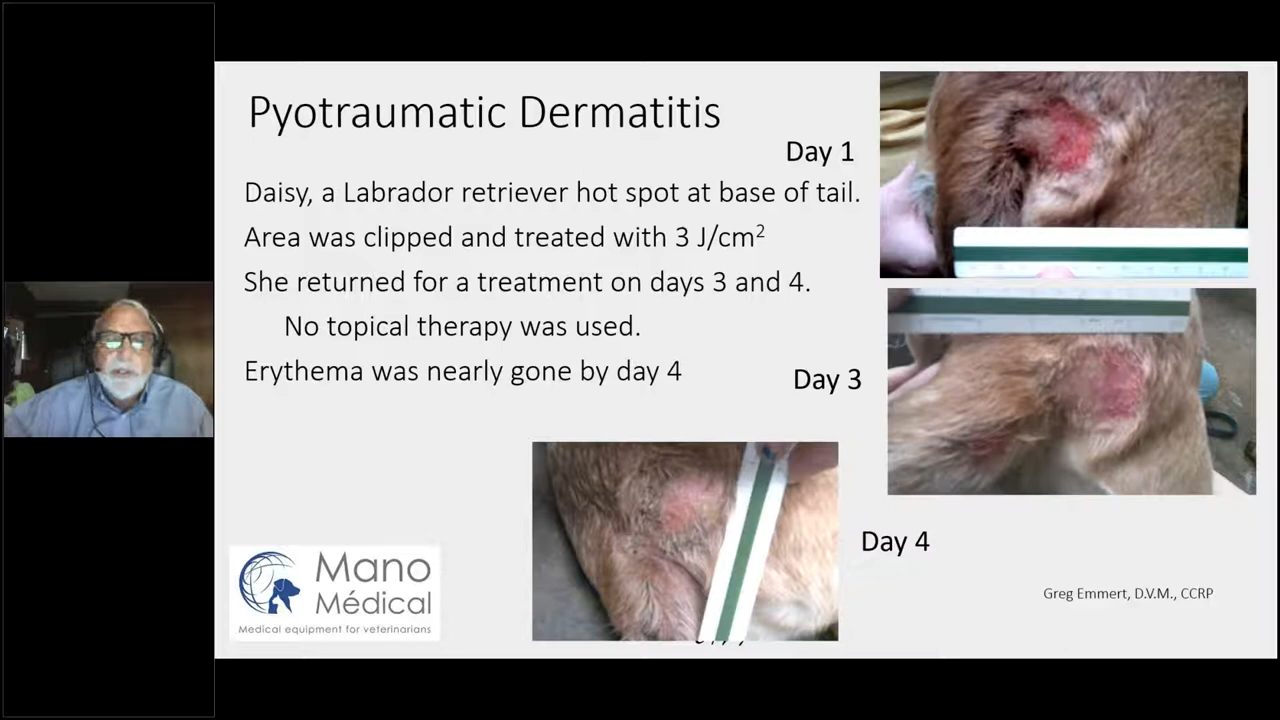 Pyotraumatic Dermatitis
Day 1
Daisy, a Labrador retriever hot spot at base of tail.
Area was clipped and treated with 3 J/cm²
She returned for a treatment on days 3 and 4.
No topical therapy was used.
Erythema was nearly gone by day 4
Day 3
Day 4
Mano
Médical
Medical equipment for veterinarians
Greg Emmert, D.V.M., CCRP